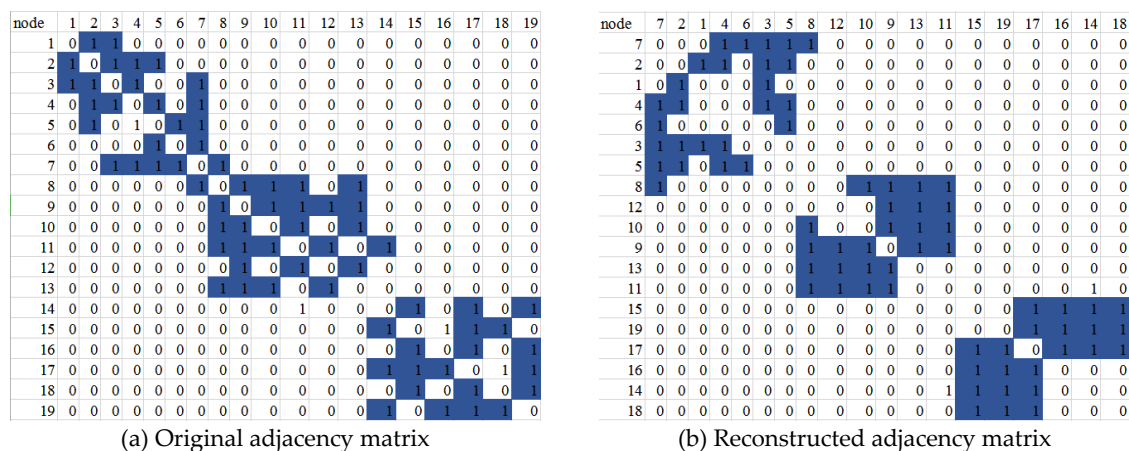 node 1 2 3 4 5 6 7 8 9 10 11 12 13 14 15 16 17 18 19
1 0 1 1 0 0 0 0 0 0 0 0 0 0 0 0 0 0 0 0
2 1 0 1 1 1 0 0 0 0 0 0 0 0 0 0 0 0 0 0
3 1 1 0 1 0 0 1 0 0 0 0 0 0 0 0 0 0 0 0
4 0 1 1 0 1 0 1 0 0 0 0 0 0 0 0 0 0 0 0
5 0 1 0 1 0 1 1 0 0 0 0 0 0 0 0 0 0 0 0
6 0 0 0 0 1 0 1 0 0 0 0 0 0 0 0 0 0 0 0
7 0 0 1 1 1 1 0 1 0 0 0 0 0 0 0 0 0 0 0
8 0 0 0 0 0 0 1 0 1 1 1 0 1 0 0 0 0 0 0
9 0 0 0 0 0 0 0 1 0 1 1 1 1 0 0 0 0 0 0
10 0 0 0 0 0 0 0 1 1 0 1 0 1 0 0 0 0 0 0
11 0 0 0 0 0 0 0 1 1 1 0 1 0 1 0 0 0 0 0
12 0 0 0 0 0 0 0 0 1 0 1 0 1 0 0 0 0 0 0
13 0 0 0 0 0 0 0 1 1 1 0 1 0 0 0 0 0 0 0
14 0 0 0 0 0 0 0 0 0 0 1 0 0 0 1 0 1 0 1
15 0 0 0 0 0 0 0 0 0 0 0 0 0 1 0 1 1 1 0
16 0 0 0 0 0 0 0 0 0 0 0 0 0 0 1 0 1 0 1
17 0 0 0 0 0 0 0 0 0 0 0 0 0 1 1 1 0 1 1
18 0 0 0 0 0 0 0 0 0 0 0 0 0 0 1 0 1 0 1
19 0 0 0 0 0 0 0 0 0 0 0 0 0 1 0 1 1 1 0
(a) Original adjacency matrix
node 7 2 1 4 6 3 5 8 12 10 9 13 11 15 19 17 16 14 18
7 0 0 0 1 1 1 1 1 0 0 0 0 0 0 0 0 0 0 0
2 0 0 1 1 0 1 1 0 0 0 0 0 0 0 0 0 0 0 0
1 0 1 0 0 0 1 0 0 0 0 0 0 0 0 0 0 0 0 0
4 1 1 0 0 0 1 1 0 0 0 0 0 0 0 0 0 0 0 0
6 1 0 0 0 0 0 1 0 0 0 0 0 0 0 0 0 0 0 0
3 1 1 1 1 0 0 0 0 0 0 0 0 0 0 0 0 0 0 0
5 1 1 0 1 1 0 0 0 0 0 0 0 0 0 0 0 0 0 0
8 1 0 0 0 0 0 0 0 0 1 1 1 1 0 0 0 0 0 0
12 0 0 0 0 0 0 0 0 0 0 1 1 1 0 0 0 0 0 0
10 0 0 0 0 0 0 0 1 0 0 1 1 1 0 0 0 0 0 0
9 0 0 0 0 0 0 0 1 1 1 0 1 1 0 0 0 0 0 0
13 0 0 0 0 0 0 0 1 1 1 1 0 0 0 0 0 0 0 0
11 0 0 0 0 0 0 0 1 1 1 1 0 0 0 0 0 0 1 0
15 0 0 0 0 0 0 0 0 0 0 0 0 0 0 0 1 1 1 1
19 0 0 0 0 0 0 0 0 0 0 0 0 0 0 0 1 1 1 1
17 0 0 0 0 0 0 0 0 0 0 0 0 0 1 1 0 1 1 1
16 0 0 0 0 0 0 0 0 0 0 0 0 0 1 1 1 0 0 0
14 0 0 0 0 0 0 0 0 0 0 0 0 1 1 1 1 0 0 0
18 0 0 0 0 0 0 0 0 0 0 0 0 0 1 1 1 0 0 0
(b) Reconstructed adjacency matrix